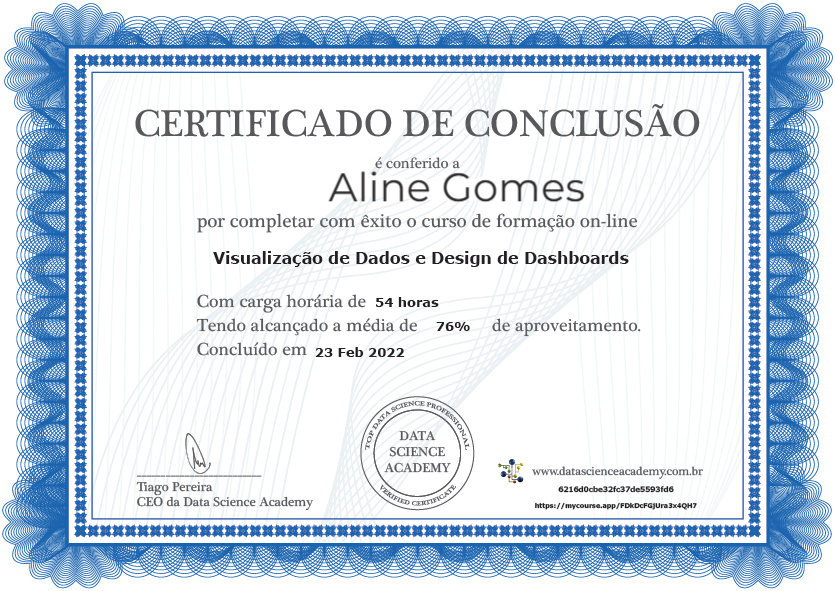 CERTIFICADO DE CONCLUSÃO
é conferido a
Aline Gomes
por completar com êxito o curso de formação on-line
Visualização de Dados e Design de Dashboards
Com carga horária de 54 horas
Tendo alcançado a média de 76% de aproveitamento.
Concluído em 23 Feb 2022
TOP DATA SCIENCE PROFESSIONAL
DATA
SCIENCE
ACADEMY
VERIFIED CERTIFICATE
Tiago Pereira
CEO da Data Science Academy
www.datascienceacademy.com.br
6216d0cbe32fc37de5593fd6
https://mycourse.app/FDkDcFGJUra3x4QH7